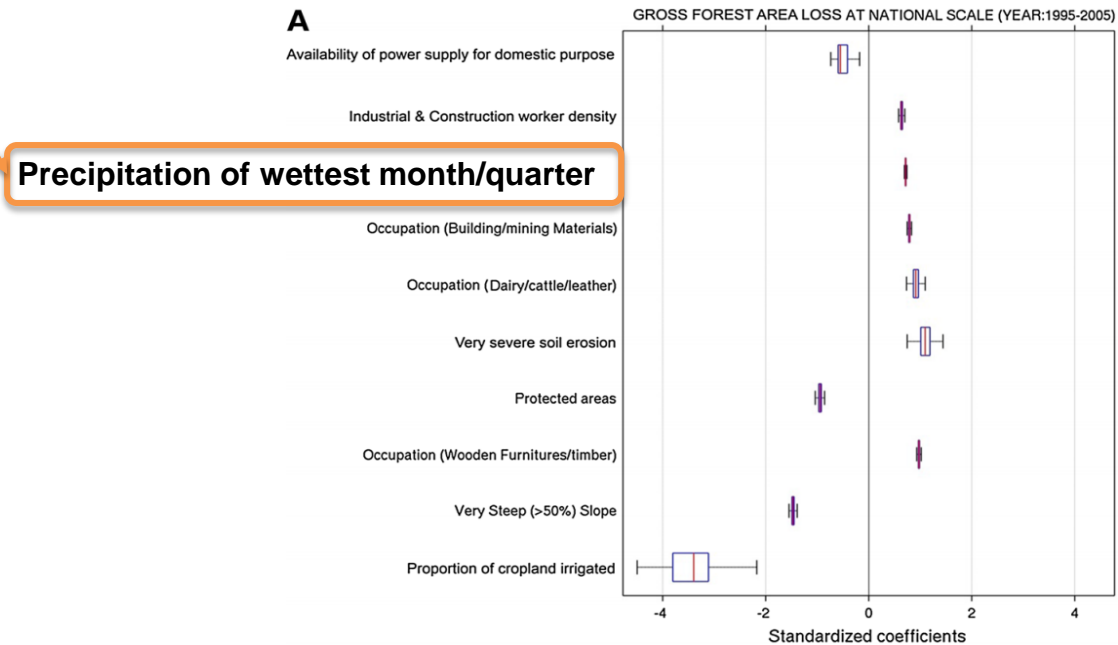 A
GROSS FOREST AREA LOSS AT NATIONAL SCALE (YEAR:1995-2005)
Availability of power supply for domestic purpose
Industrial & Construction worker density
Precipitation of wettest month/quarter
Occupation (Building/mining Materials)
Occupation (Dairy/cattle/leather)
Very severe soil erosion
Protected areas
Occupation (Wooden Furnitures/timber)
Very Steep (>50%) Slope
Proportion of cropland irrigated
-4 -2 0 2 4
Standardized coefficients